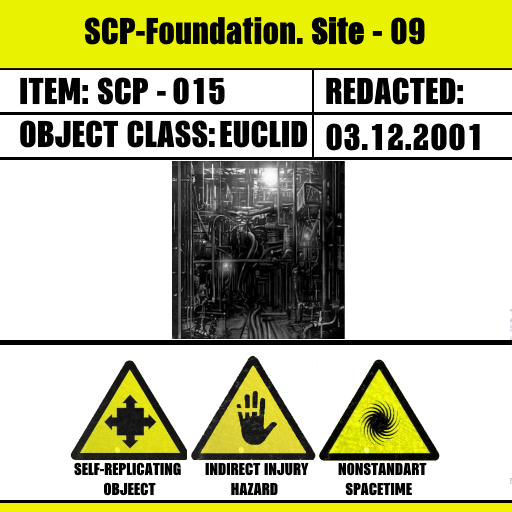 SCP-Foundation. Site - 09
ITEM: SCP - 015
REDACTED:
OBJECT CLASS: EUCLID
03.12.2001
SELF-REPLICATING
OBJEECT
INDIRECT INJURY
HAZARD
NONSTANDART
SPACETIME